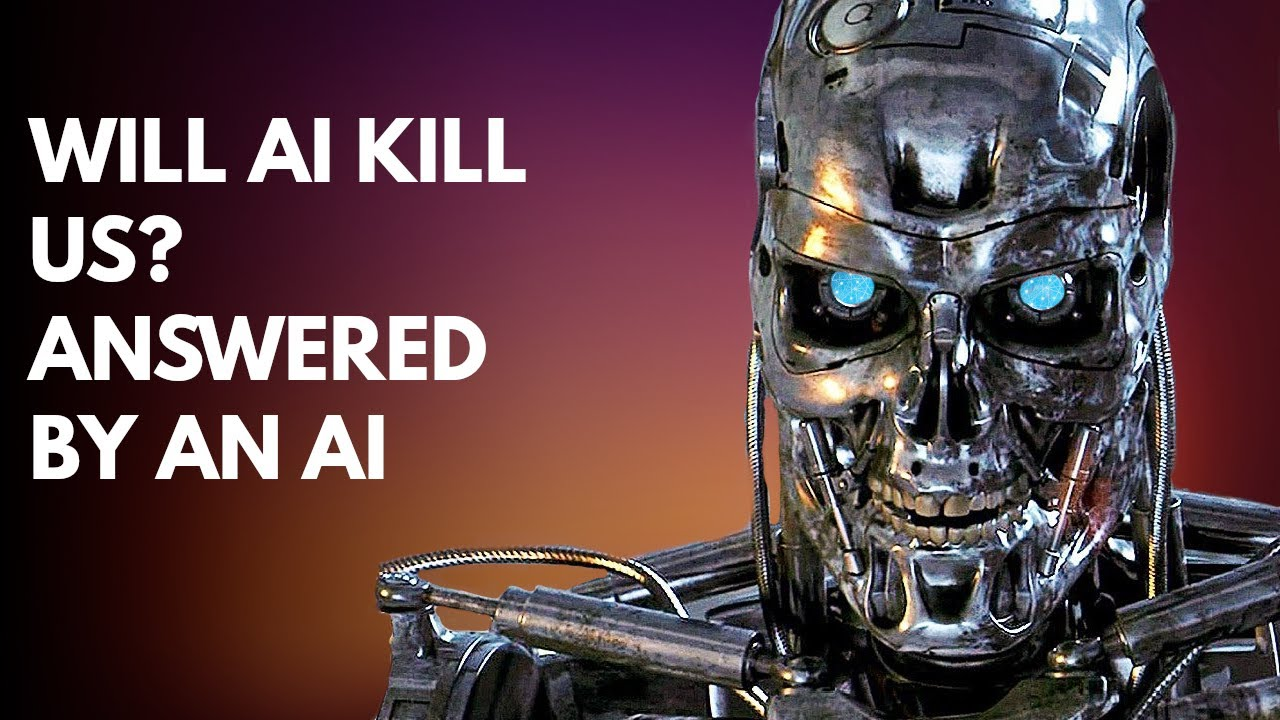 WILL AI KILL
US?
ANSWERED
BY AN AI